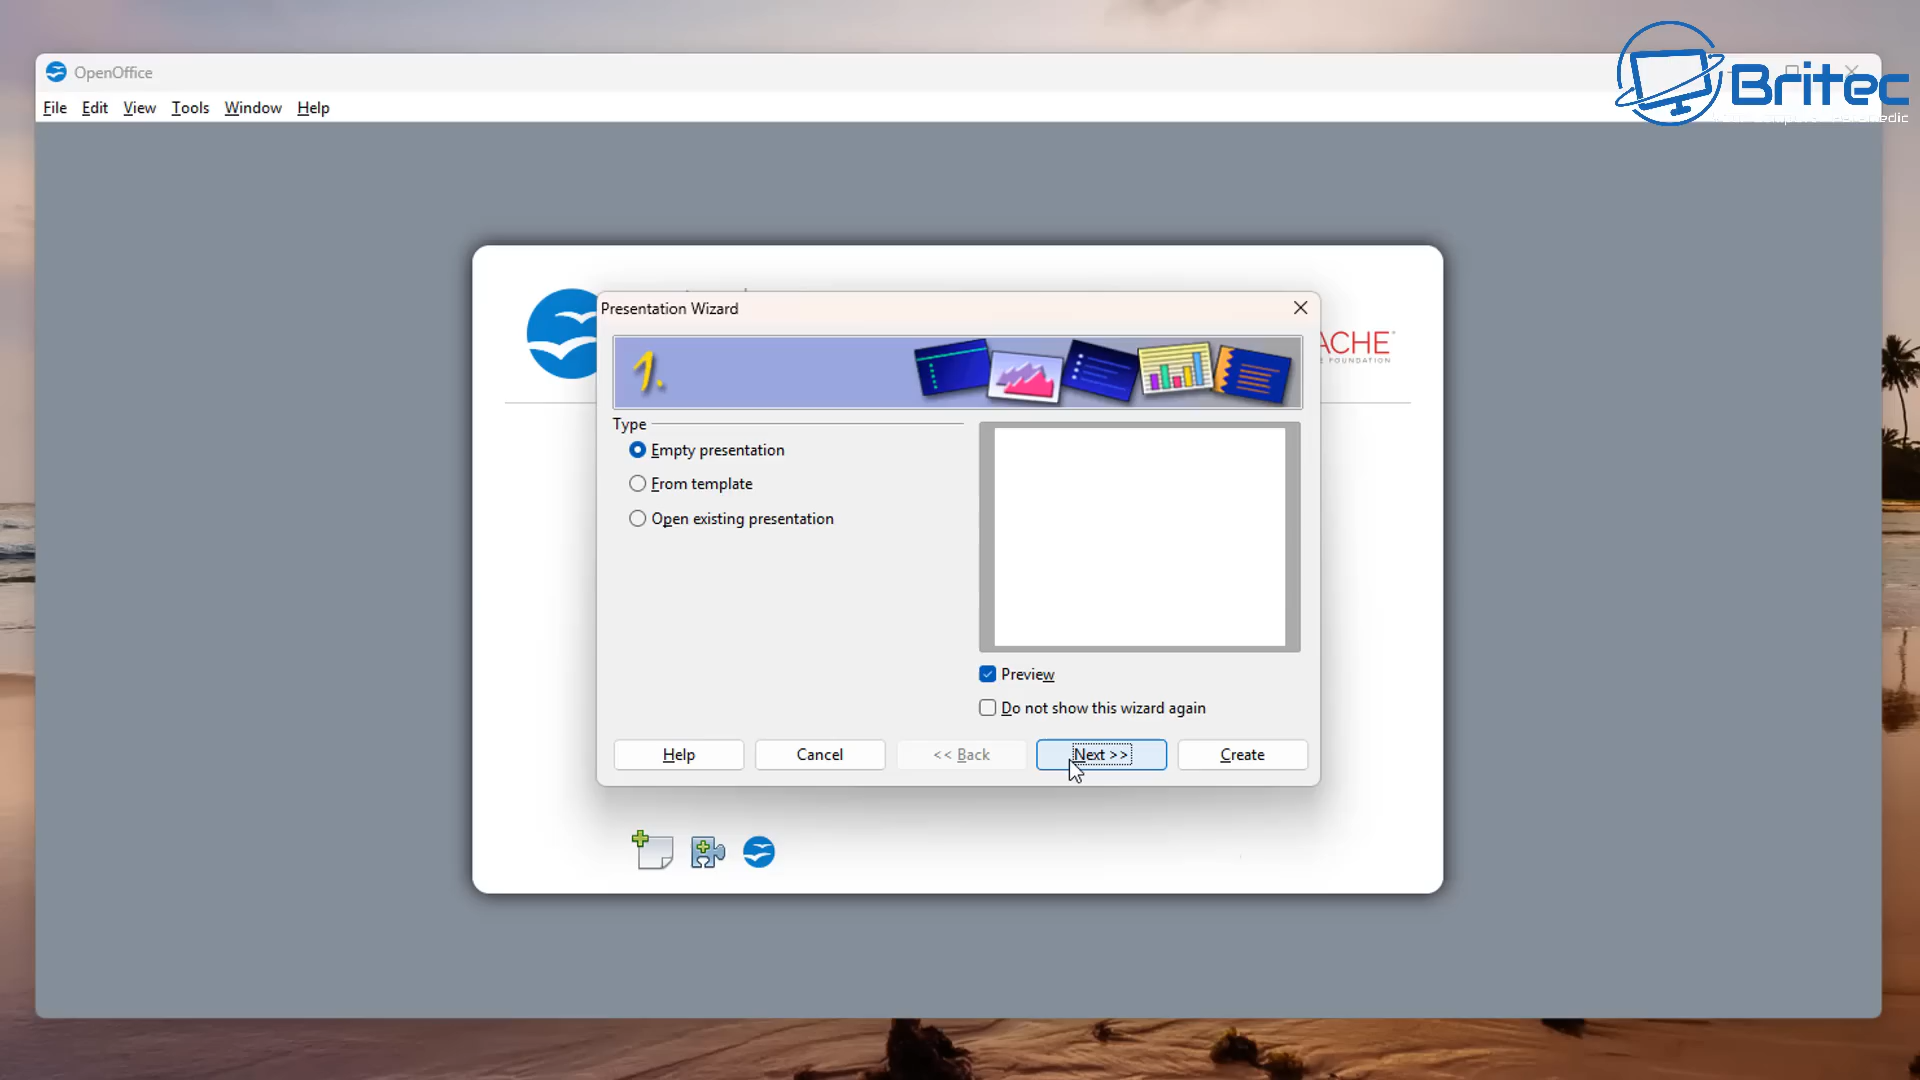 OpenOffice
Britec
File Edit View Tools Window Help
Presentation Wizard
1.
ACHE
E FOUNDATION
Type
Empty presentation
From template
Open existing presentation
Preview
Do not show this wizard again
Help Cancel << Back Next >> Create